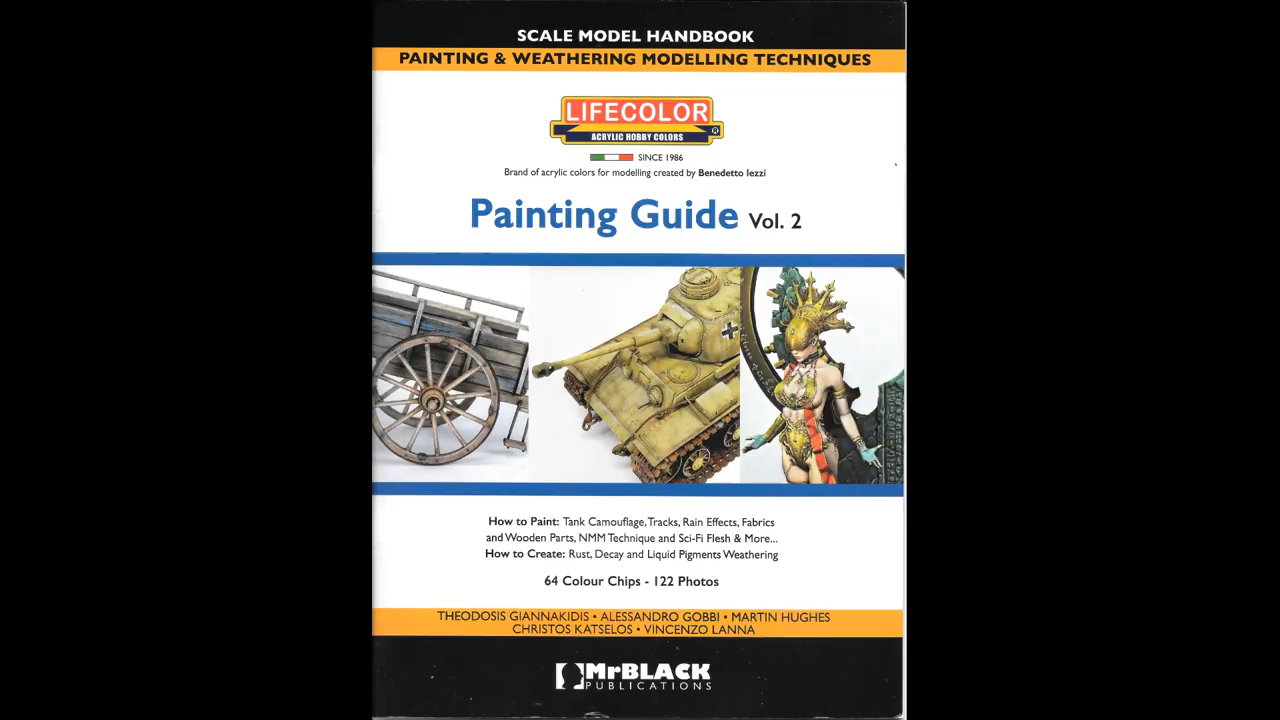 SCALE MODEL HANDBOOK
PAINTING & WEATHERING MODELLING TECHNIQUES
LIFECOLOR
ACRYLIC HOBBY COLORS ®
SINCE 1986
Brand of acrylic colors for modelling created by Benedetto Iezzi
Painting Guide Vol. 2
How to Paint: Tank Camouflage, Tracks, Rain Effects, Fabrics
and Wooden Parts, NMM Technique and Sci-Fi Flesh & More...
How to Create: Rust, Decay and Liquid Pigments Weathering
64 Colour Chips - 122 Photos
THEODOSIS GIANNAKIDIS • ALESSANDRO GOBBI • MARTIN HUGHES
CHRISTOS KATSELOS • VINCENZO LANNA
MrBLACK
PUBLICATIONS